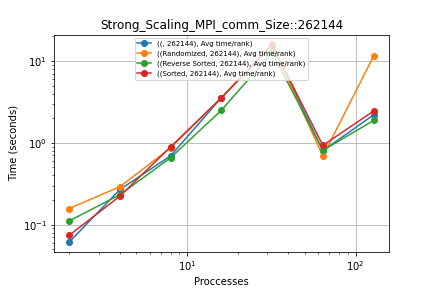 Strong_Scaling_MPI_comm_Size::262144
((, 262144), Avg time/rank)
((Randomized, 262144), Avg time/rank)
((Reverse Sorted, 262144), Avg time/rank)
((Sorted, 262144), Avg time/rank)
Time (seconds)
10¹
10⁰
10⁻¹
10¹
10²
Proccesses